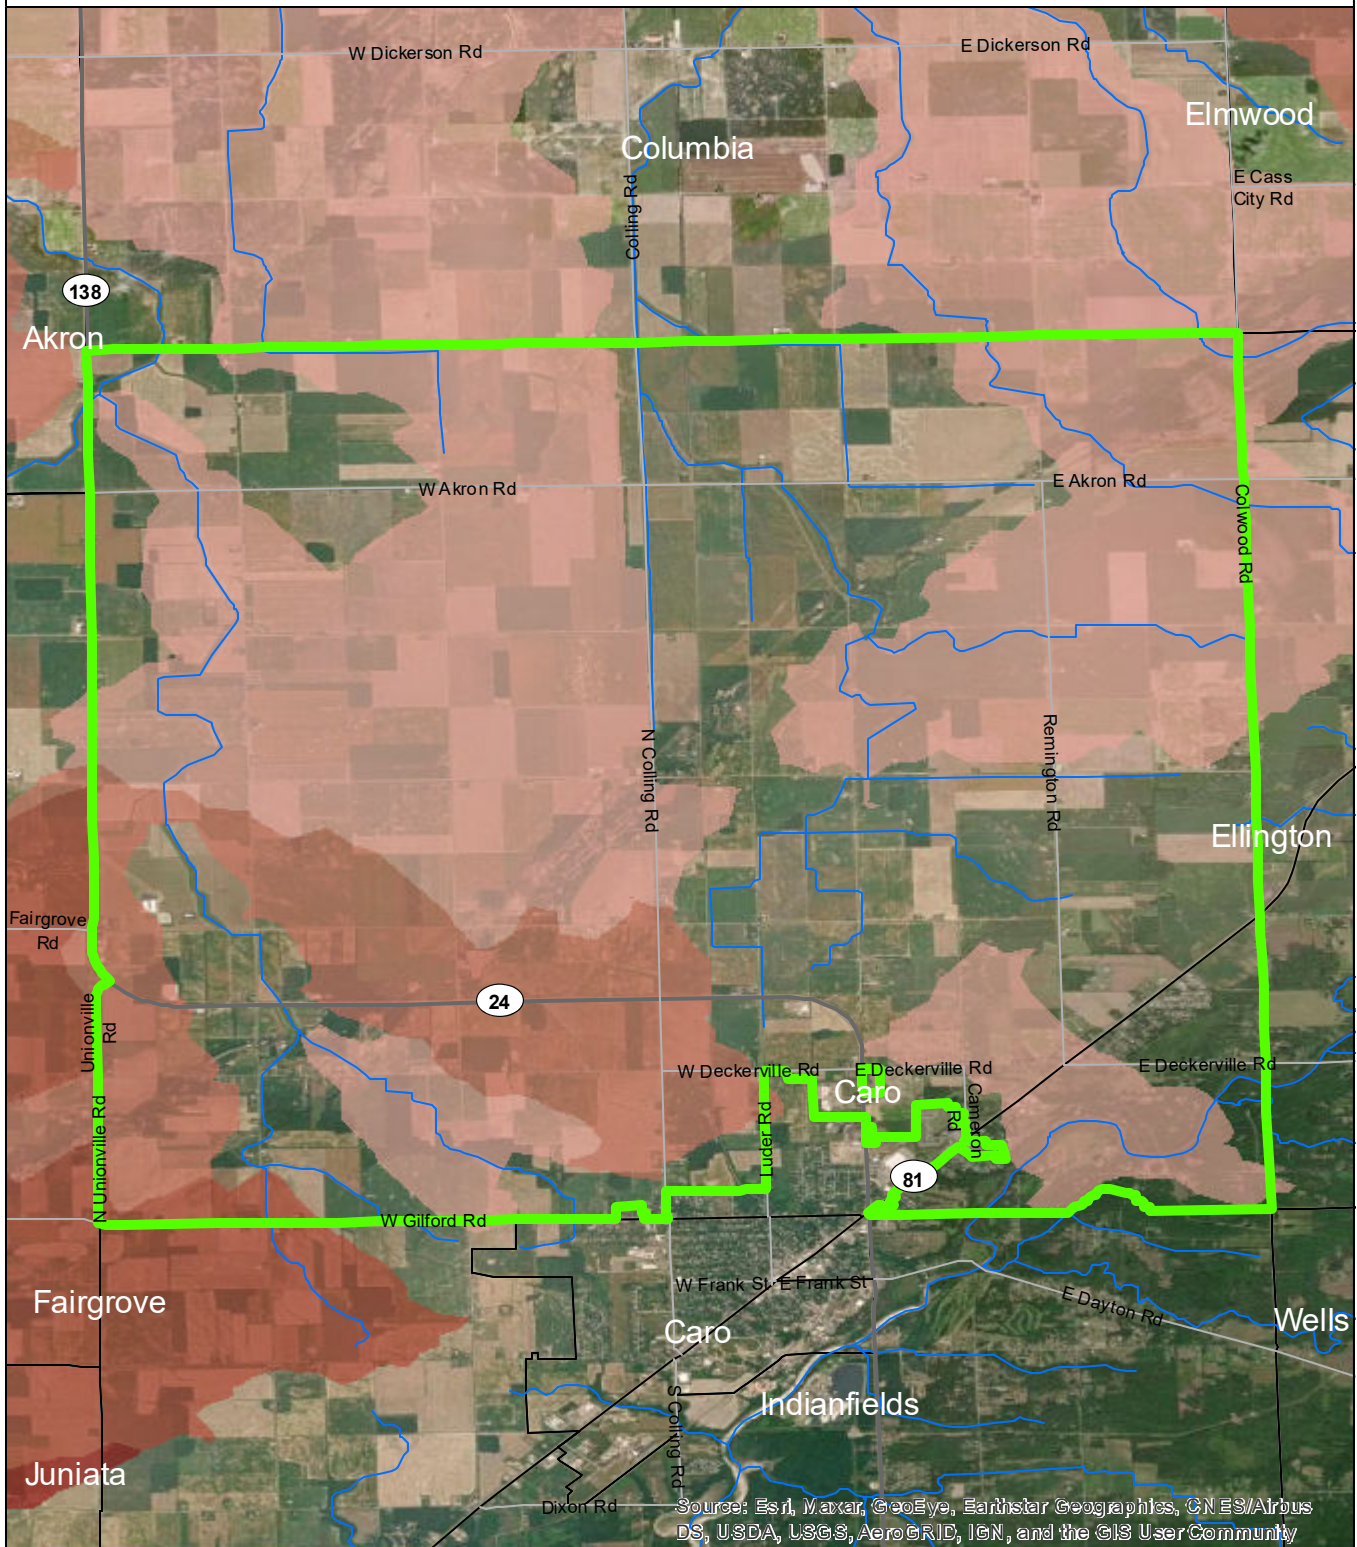 W Dickerson Rd
E Dickerson Rd
Elmwood
Columbia
E Cass
City Rd
Colling Rd
138
Akron
W Akron Rd
E Akron Rd
Colwood Rd
N Colling Rd
Remington Rd
Ellington
Fairgrove
Rd
24
Unionville
Rd
W Deckerville Rd
E Deckerville Rd
E Deckerville Rd
Caro
Cameron
Rd
Luder Rd
N Unionville Rd
81
W Gilford Rd
W Frank St
E Frank St
E Dayton Rd
Fairgrove
Wells
Caro
Indianfields
S Colling Rd
Juniata
Dixon Rd
Source: Esri, Maxar, GeoEye, Earthstar Geographics, CNES/Airbus
DS, USDA, USGS, AeroGRID, IGN, and the GIS User Community